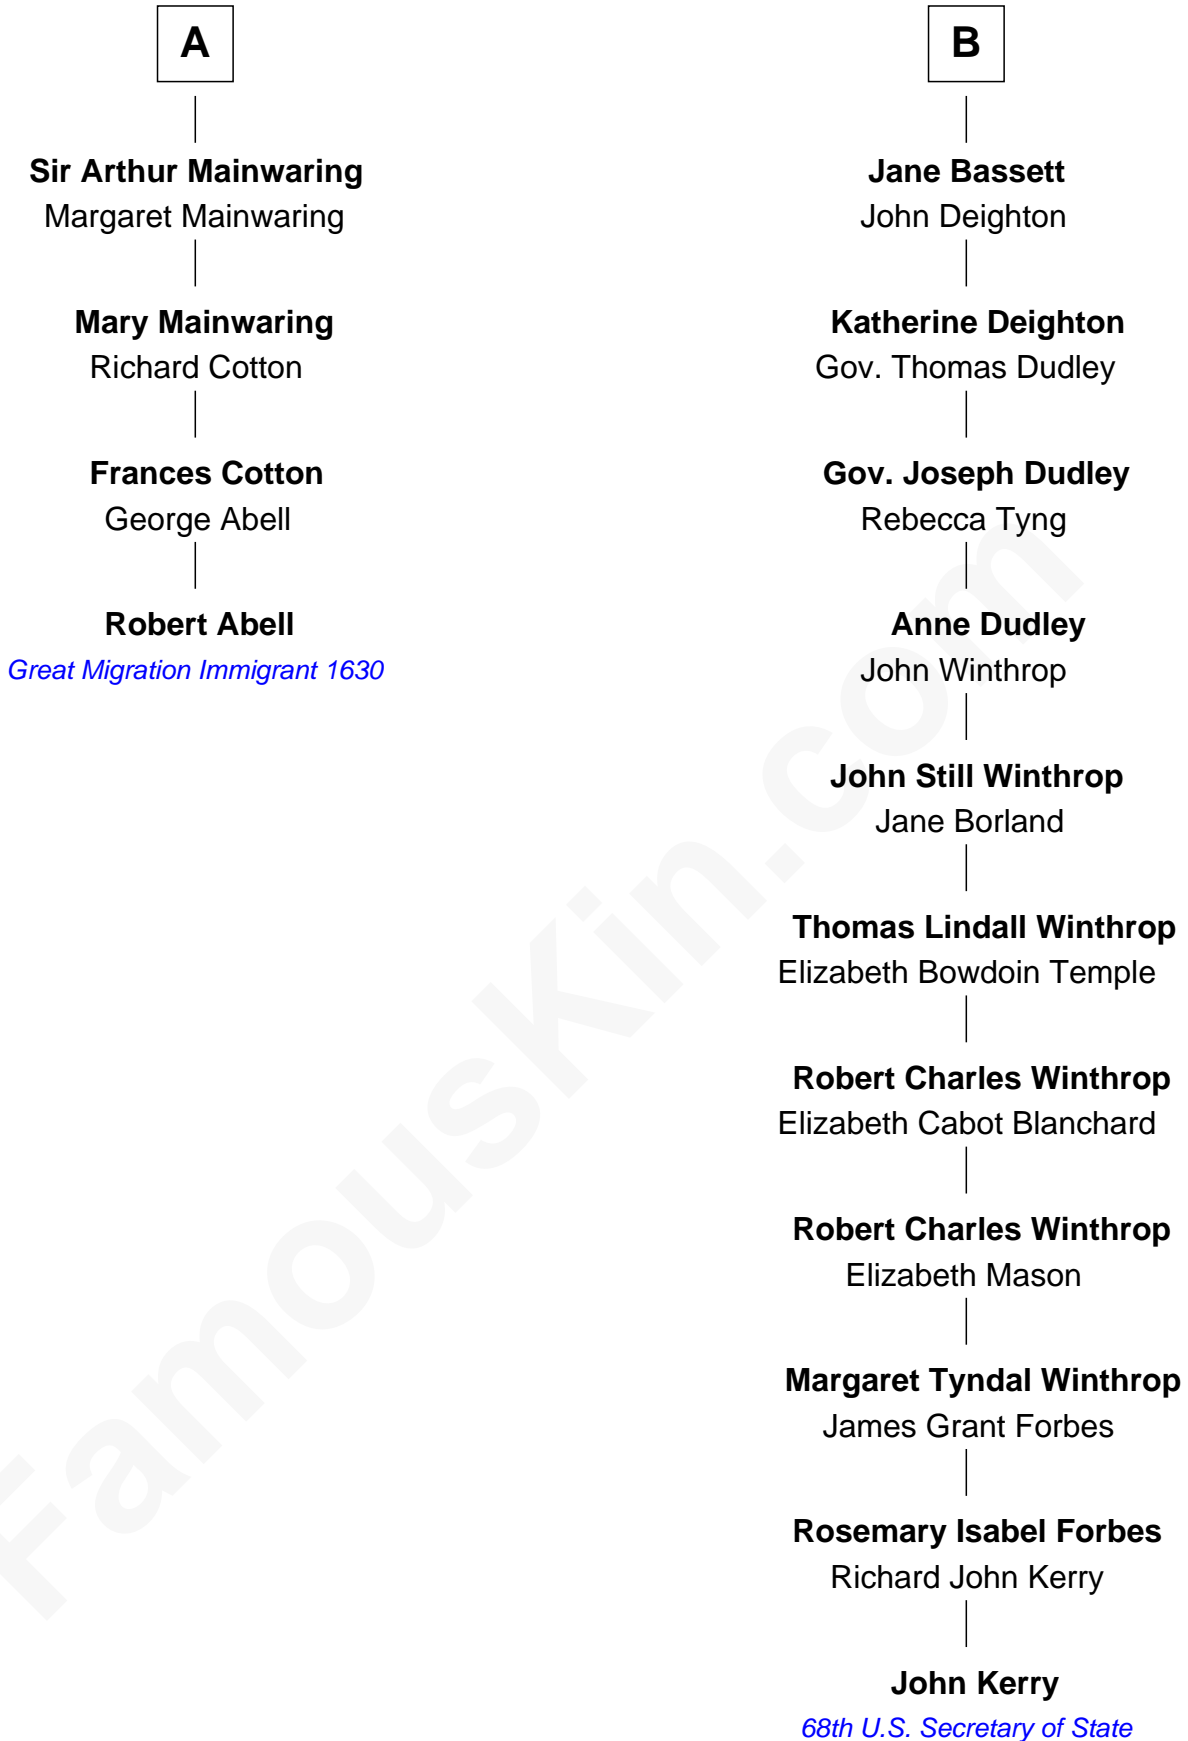 A
Sir Arthur Mainwaring
Margaret Mainwaring
Mary Mainwaring
Richard Cotton
Frances Cotton
George Abell
Robert Abell
Great Migration Immigrant 1630
B
Jane Bassett
John Deighton
Katherine Deighton
Gov. Thomas Dudley
Gov. Joseph Dudley
Rebecca Tyng
Anne Dudley
John Winthrop
John Still Winthrop
Jane Borland
Thomas Lindall Winthrop
Elizabeth Bowdoin Temple
Robert Charles Winthrop
Elizabeth Cabot Blanchard
Robert Charles Winthrop
Elizabeth Mason
Margaret Tyndal Winthrop
James Grant Forbes
Rosemary Isabel Forbes
Richard John Kerry
John Kerry
68th U.S. Secretary of State
FamousKin.com